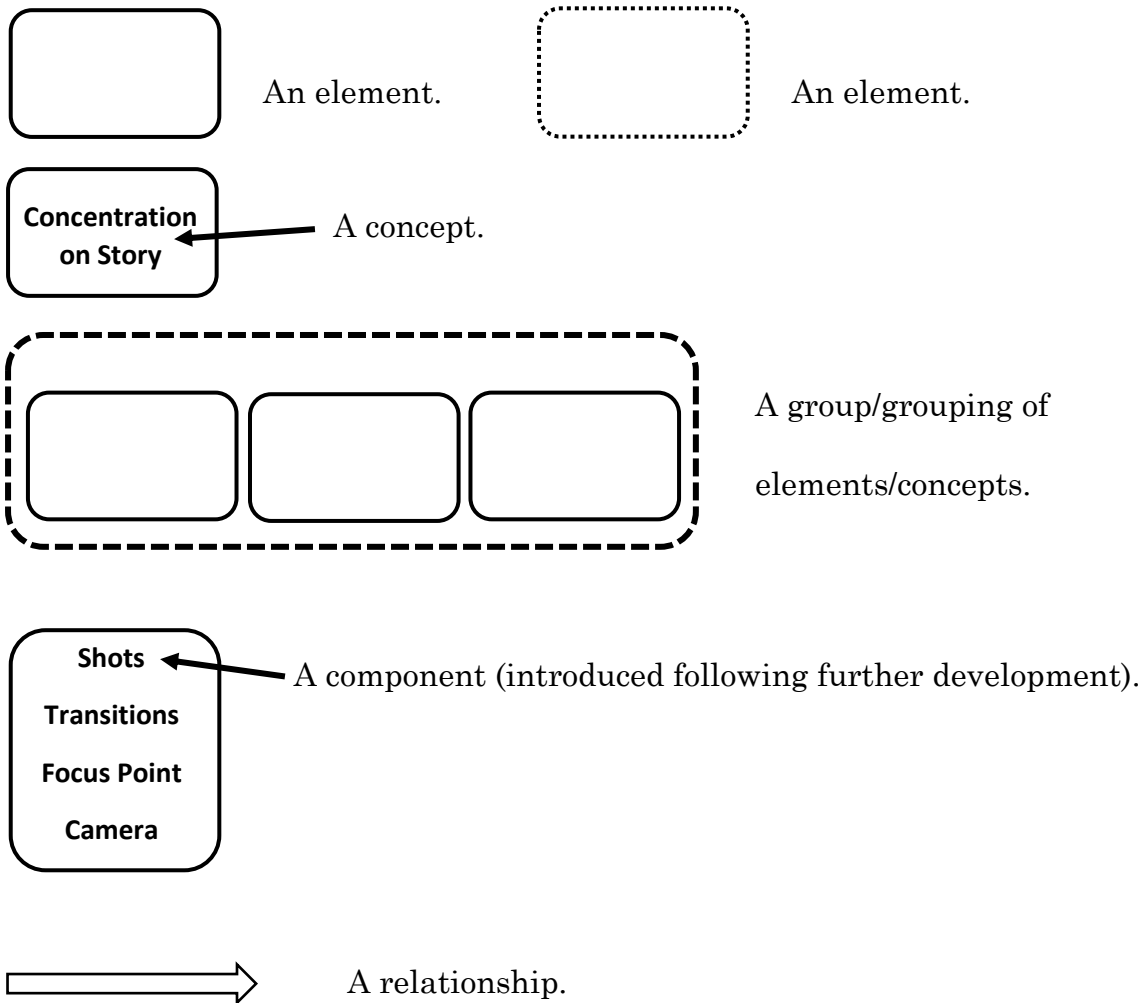 An element.
An element.
Concentration
on Story
A concept.
A group/grouping of
elements/concepts.
Shots
A component (introduced following further development).
Transitions
Focus Point
Camera
A relationship.